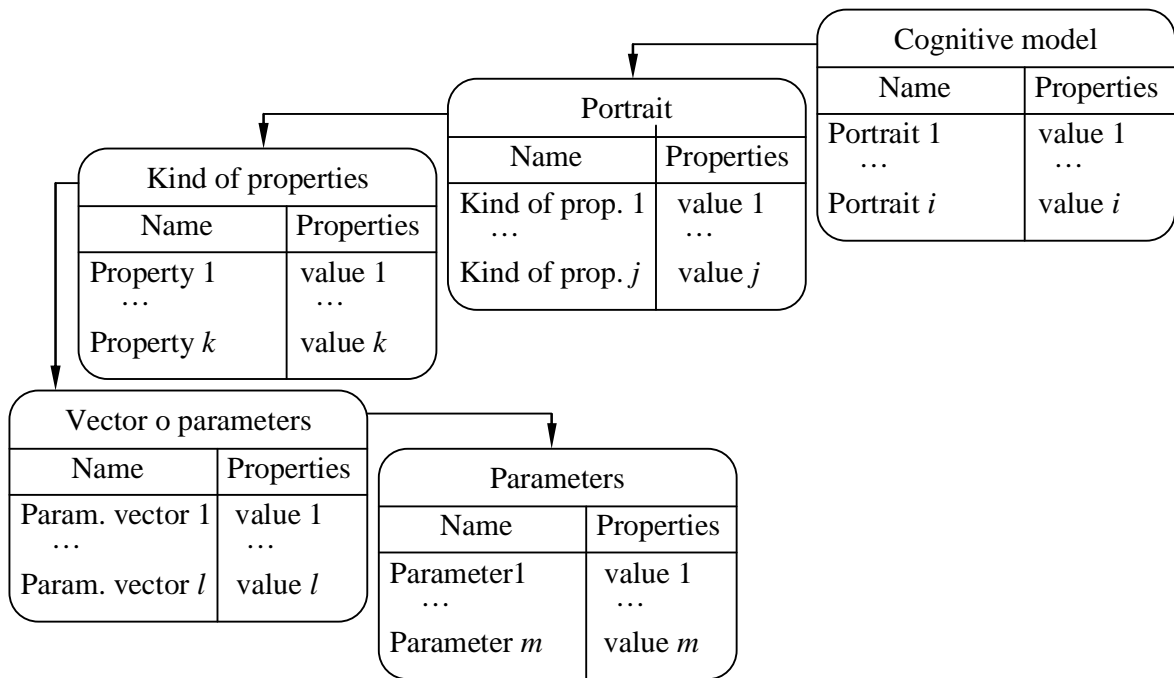 Cognitive model
Name Properties
Portrait 1 value 1
... ...
Portrait i value i
Portrait
Name Properties
Kind of prop. 1 value 1
... ...
Kind of prop. j value j
Kind of properties
Name Properties
Property 1 value 1
... ...
Property k value k
Vector o parameters
Name Properties
Param. vector 1 value 1
... ...
Param. vector l value l
Parameters
Name Properties
Parameter1 value 1
... ...
Parameter m value m